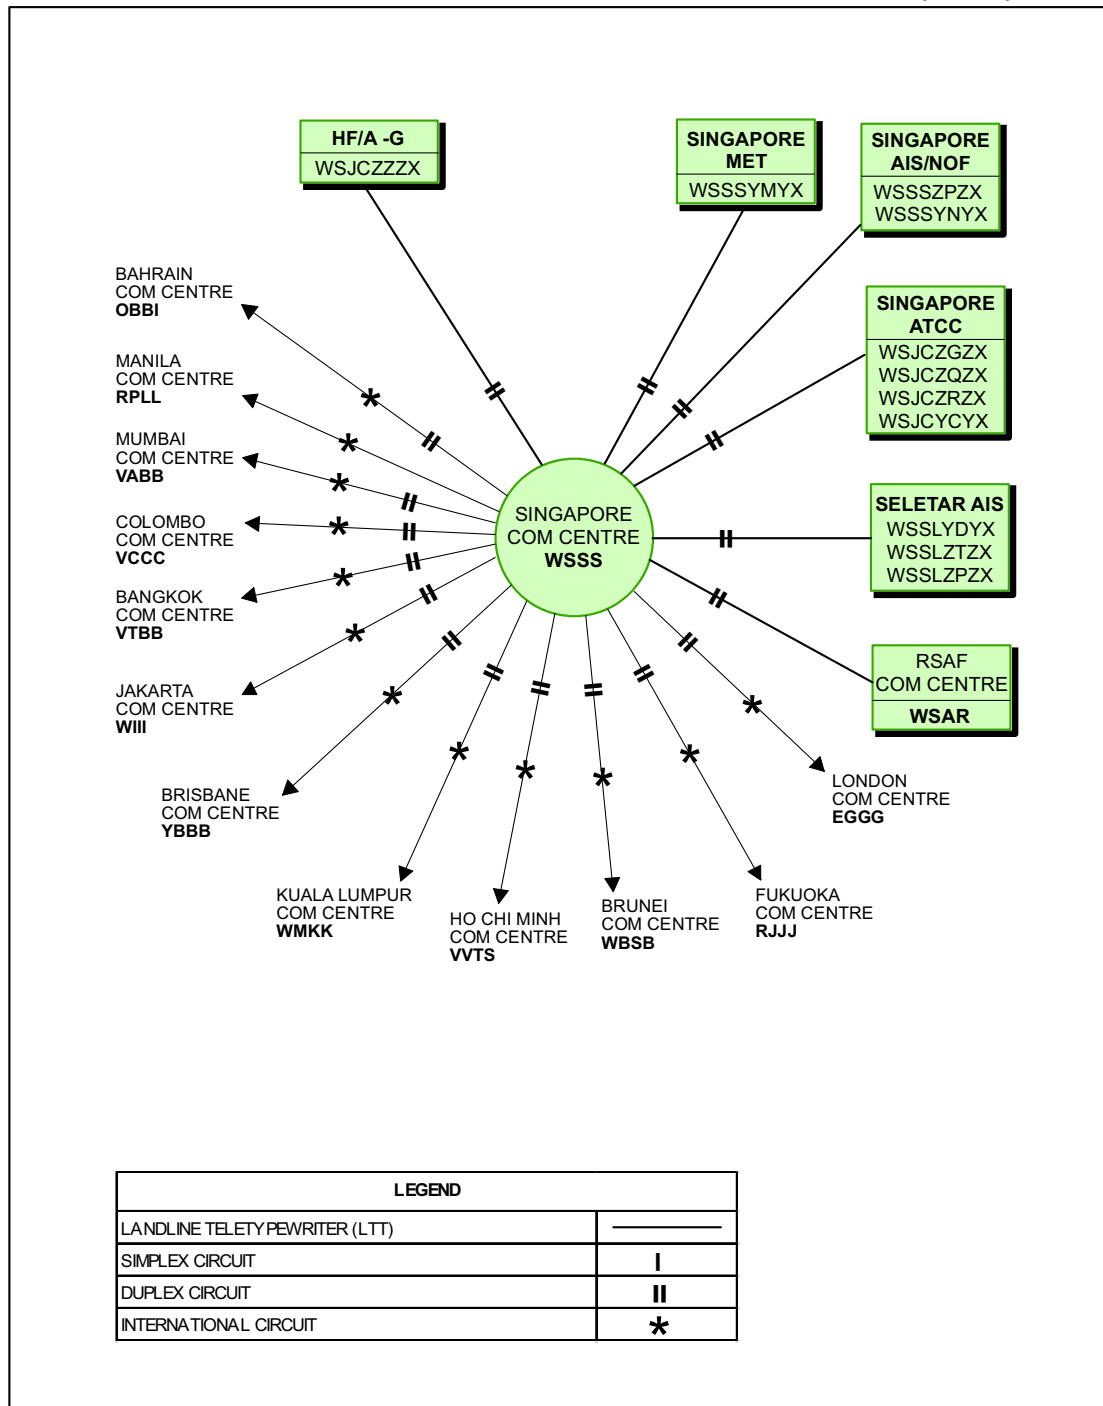 HF/A -G
WSJCZZZX
SINGAPORE
MET
WSSSYMYX
SINGAPORE
AIS/NOF
WSSSZPZX
WSSSYNYX
SINGAPORE
ATCC
WSJCZGZX
WSJCZQZX
WSJCZRZX
WSJCYCYX
SELETAR AIS
WSSLYDYX
WSSLZTZX
WSSLZPZX
RSAF
COM CENTRE
WSAR
SINGAPORE
COM CENTRE
WSSS
BAHRAIN
COM CENTRE
OBBI
MANILA
COM CENTRE
RPLL
MUMBAI
COM CENTRE
VABB
COLOMBO
COM CENTRE
VCCC
BANGKOK
COM CENTRE
VTBB
JAKARTA
COM CENTRE
WIII
BRISBANE
COM CENTRE
YBBB
KUALA LUMPUR
COM CENTRE
WMKK
HO CHI MINH
COM CENTRE
VVTS
BRUNEI
COM CENTRE
WBSB
FUKUOKA
COM CENTRE
RJJJ
LONDON
COM CENTRE
EGGG
LEGEND
LANDLINE TELETYPEWRITER (LTT)
SIMPLEX CIRCUIT
DUPLEX CIRCUIT
INTERNATIONAL CIRCUIT